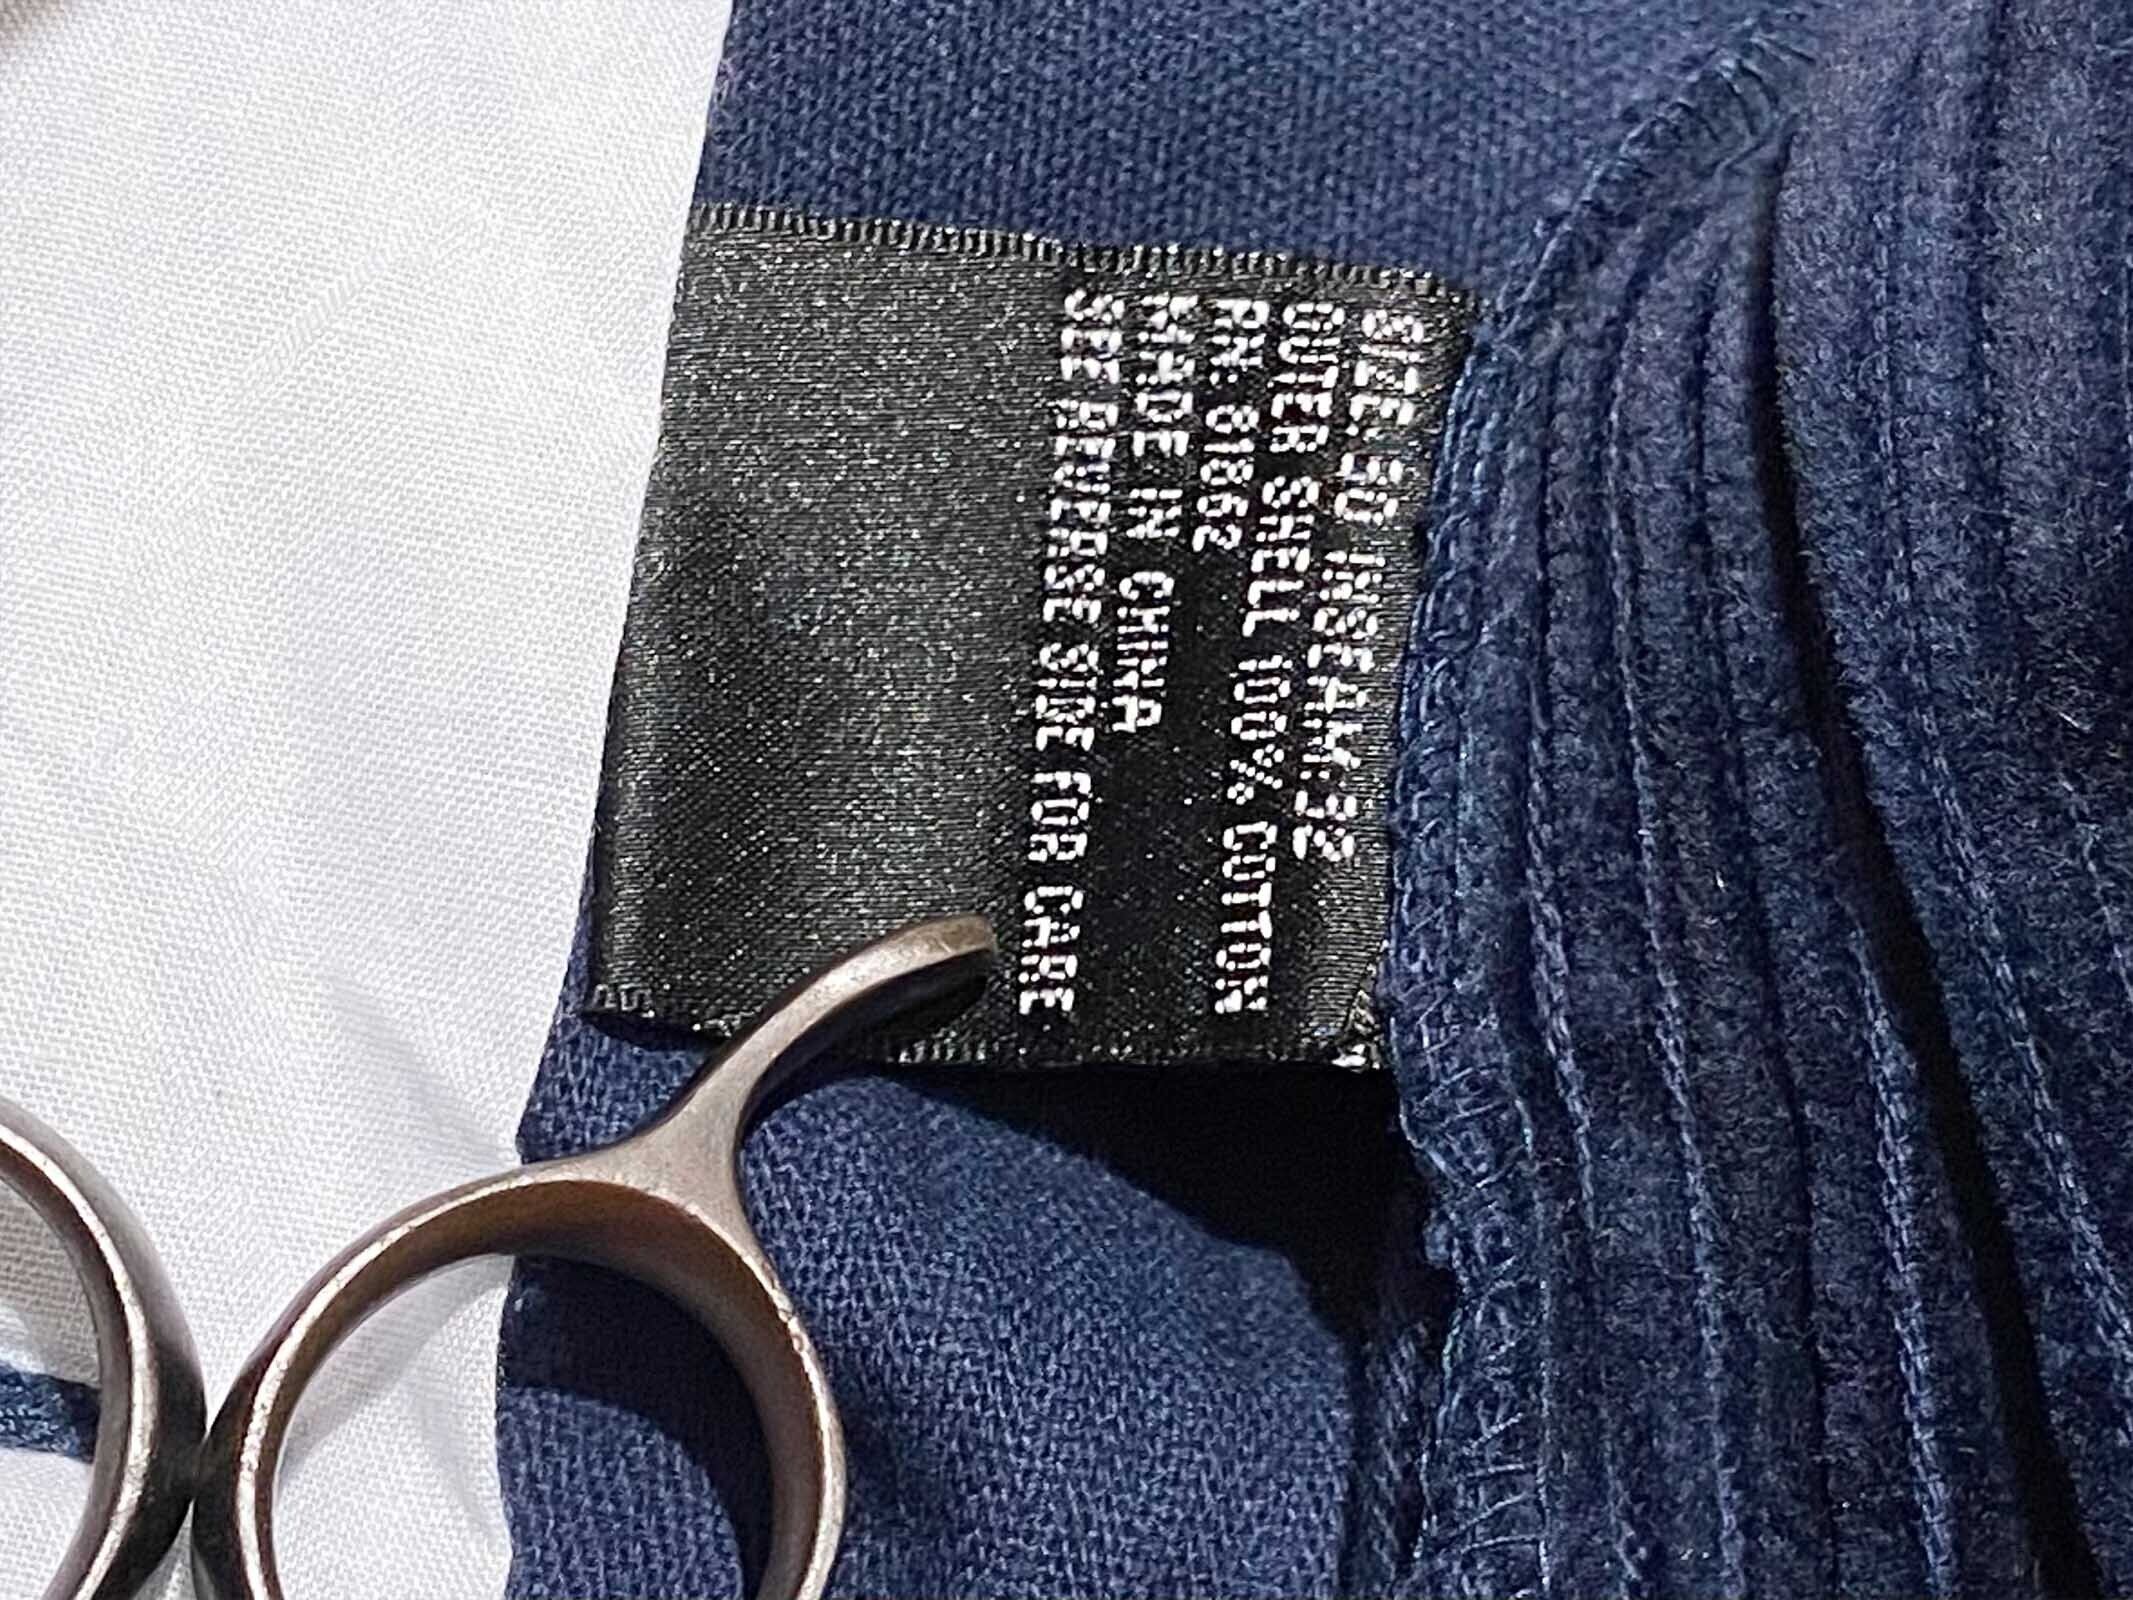 SIZE:30 INSEAM:32
OUTER SHELL 100% COTTON
RN. 81862
MADE IN CHINA
SEE REVERSE SIDE FOR CARE